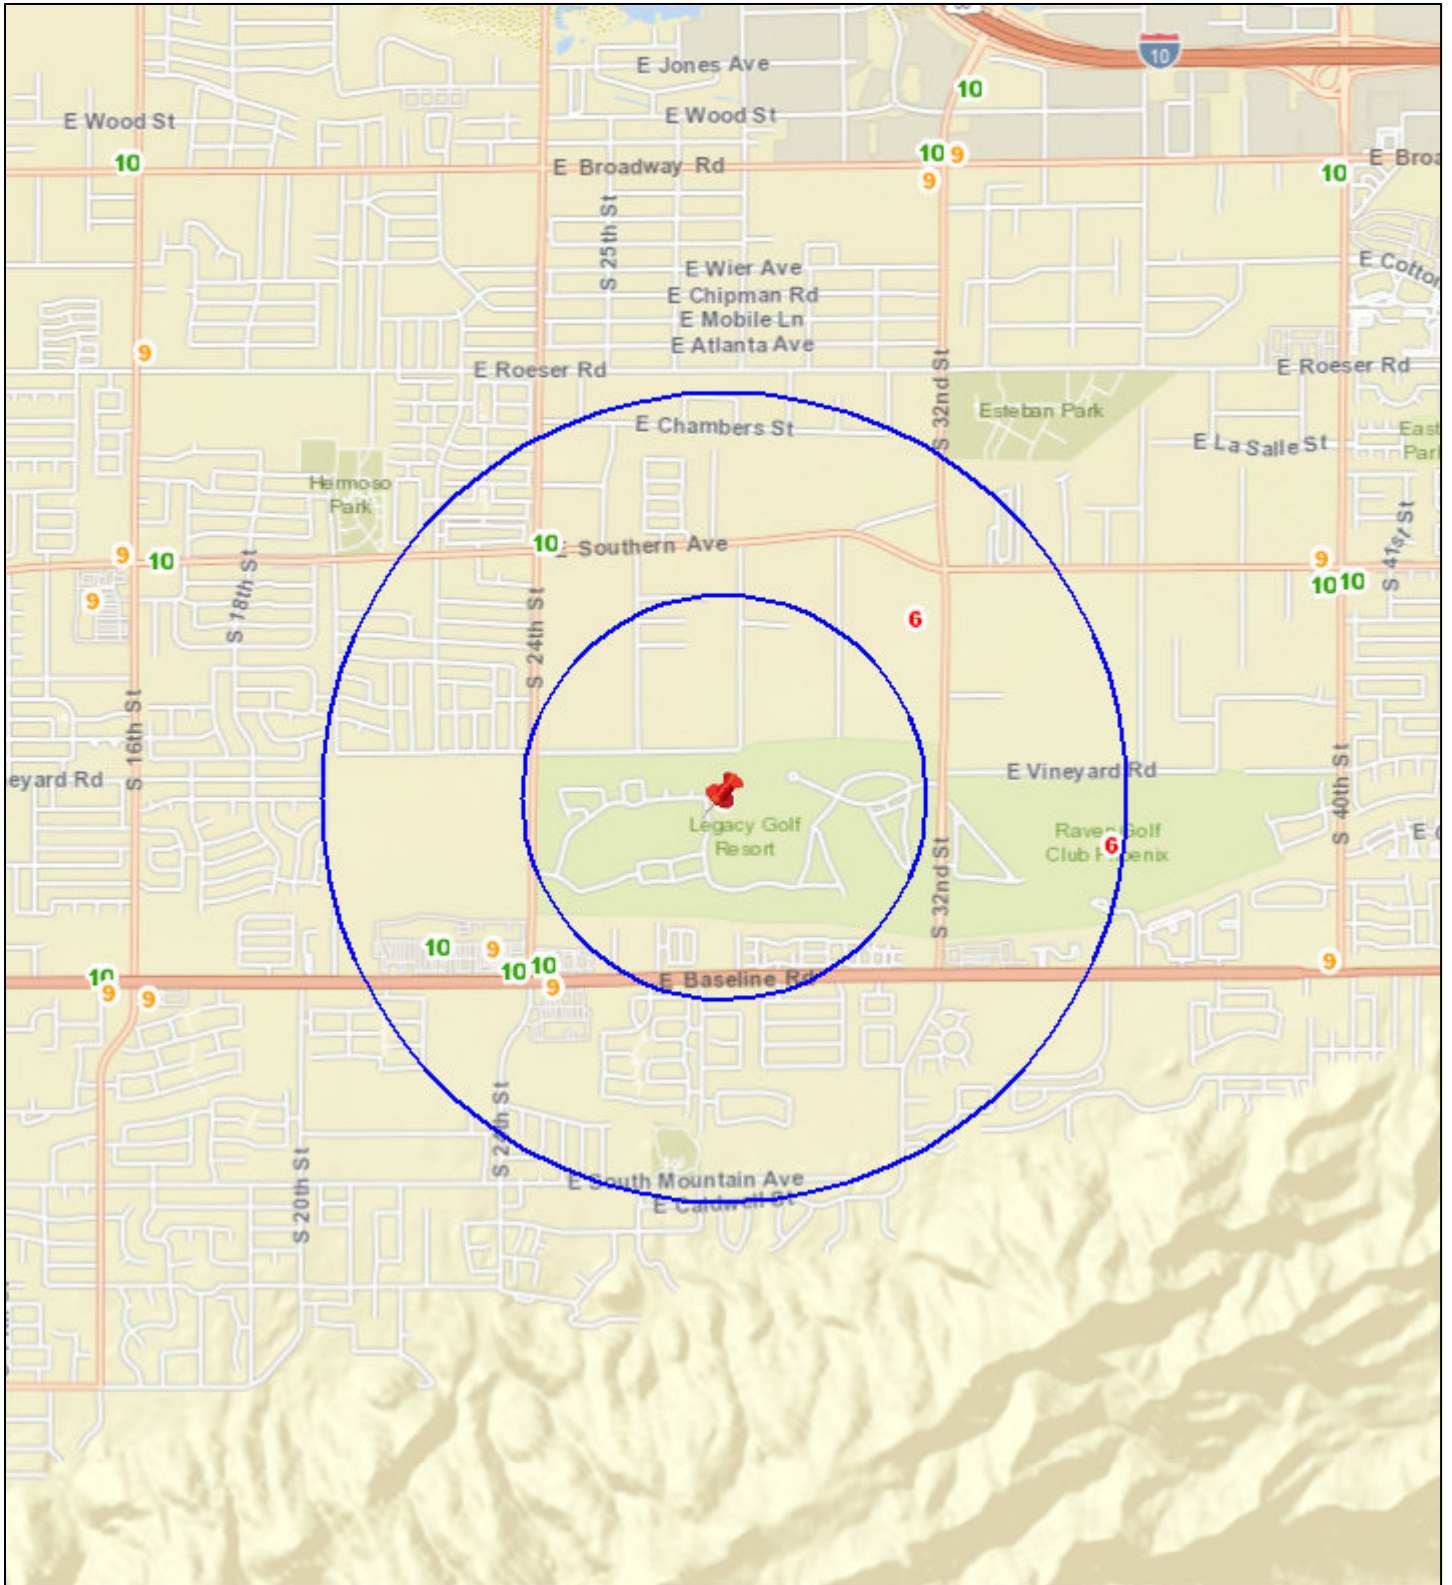 10
E Jones Ave
10
E Wood St
E Wood St
10
E Broadway Rd
10 9
9
E Broa
10
S 25th St
E Wier Ave
E Chipman Rd
E Mobile Ln
E Atlanta Ave
E Cotton
9
E Roeser Rd
E Roeser Rd
S 32nd St
Esteban Park
E Chambers St
E La Salle St
East
Park
Hermoso
Park
9
10
10
E Southern Ave
9
10 10
S 41st St
9
S 18th St
S 24th St
6
S 16th St
eyard Rd
E Vineyard Rd
S 40th St
Legacy Golf
Resort
Raven Golf
Club Phoenix
6
S 32nd St
10
9
10
10
9
10
9
9
E Baseline Rd
9
S 24th St
S 20th St
E South Mountain Ave
E Caldwell St